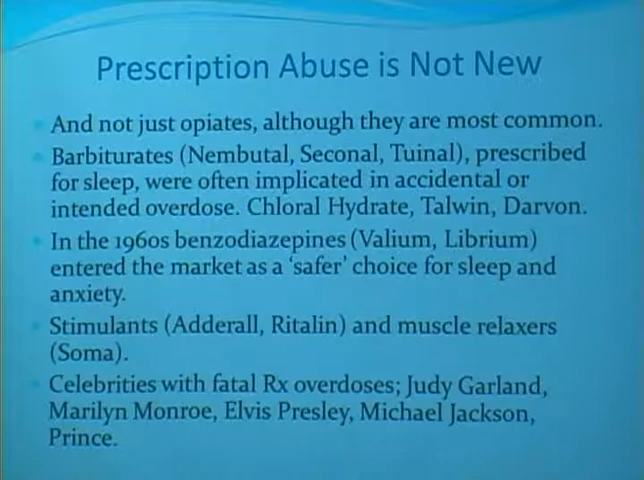 Prescription Abuse is Not New
And not just opiates, although they are most common.
Barbiturates (Nembutal, Seconal, Tuinal), prescribed
for sleep, were often implicated in accidental or
intended overdose. Chloral Hydrate, Talwin, Darvon.
In the 1960s benzodiazepines (Valium, Librium)
entered the market as a ‘safer’ choice for sleep and
anxiety.
Stimulants (Adderall, Ritalin) and muscle relaxers
(Soma).
Celebrities with fatal Rx overdoses; Judy Garland,
Marilyn Monroe, Elvis Presley, Michael Jackson,
Prince.